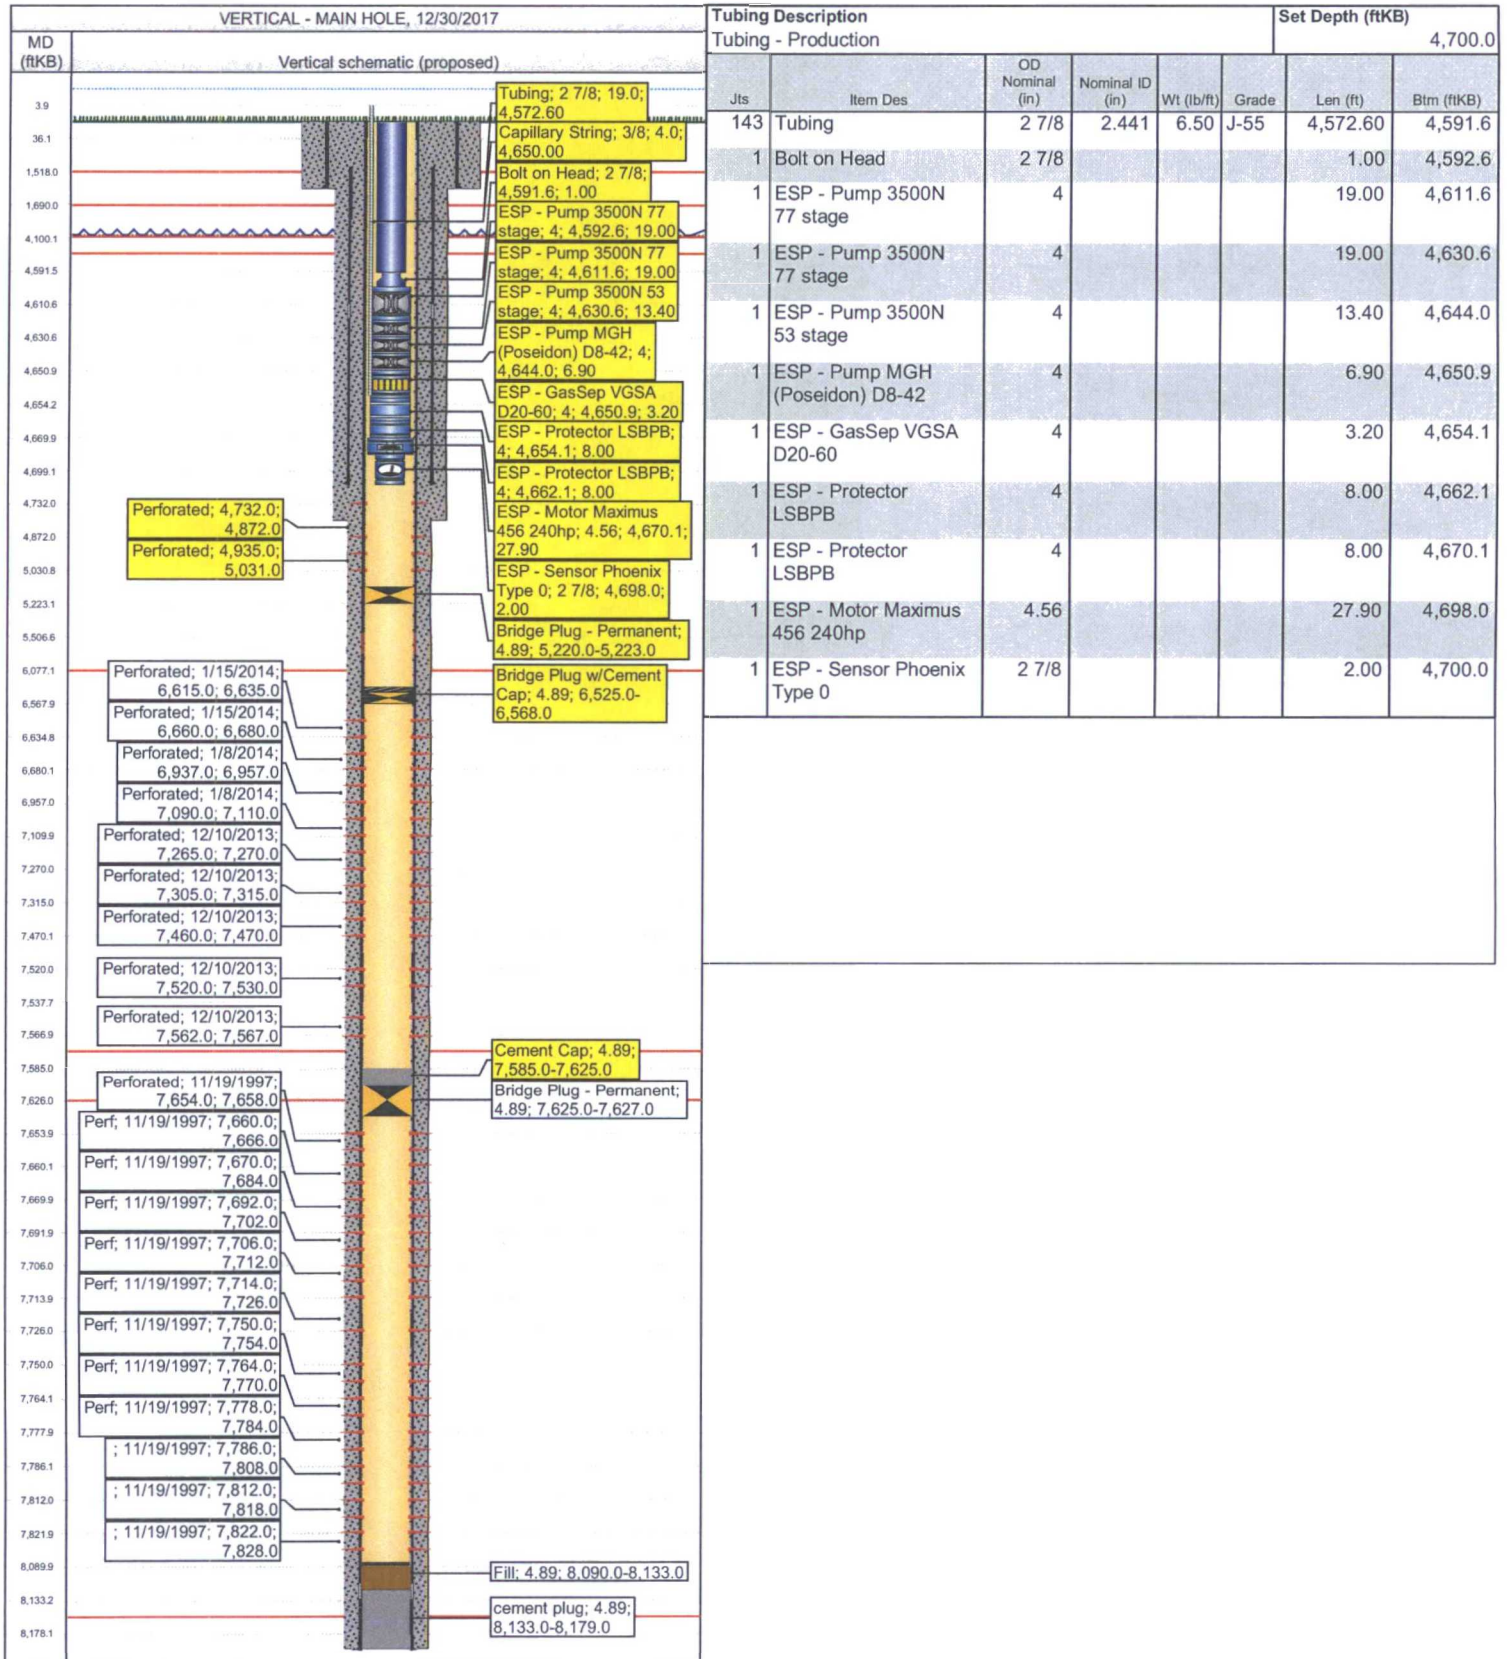 VERTICAL - MAIN HOLE, 12/30/2017
MD
(ftKB)
Vertical schematic (proposed)
3.9
36.1
1,518.0
1,690.0
4,100.1
4,591.5
4,610.6
4,630.6
4,650.9
4,654.2
4,669.9
4,699.1
4,732.0
4,872.0
5,030.8
5,223.1
5,506.6
6,077.1
6,567.9
6,634.8
6,680.1
6,957.0
7,109.9
7,270.0
7,315.0
7,470.1
7,520.0
7,537.7
7,566.9
7,585.0
7,626.0
7,653.9
7,660.1
7,669.9
7,691.9
7,706.0
7,713.9
7,726.0
7,750.0
7,764.1
7,777.9
7,786.1
7,812.0
7,821.9
8,089.9
8,133.2
8,178.1
Perforated; 4,732.0;
4,872.0
Perforated; 4,935.0;
5,031.0
Perforated; 1/15/2014;
6,615.0; 6,635.0
Perforated; 1/15/2014;
6,660.0; 6,680.0
Perforated; 1/8/2014;
6,937.0; 6,957.0
Perforated; 1/8/2014;
7,090.0; 7,110.0
Perforated; 12/10/2013;
7,265.0; 7,270.0
Perforated; 12/10/2013;
7,305.0; 7,315.0
Perforated; 12/10/2013;
7,460.0; 7,470.0
Perforated; 12/10/2013;
7,520.0; 7,530.0
Perforated; 12/10/2013;
7,562.0; 7,567.0
Perforated; 11/19/1997;
7,654.0; 7,658.0
Perf; 11/19/1997; 7,660.0;
7,666.0
Perf; 11/19/1997; 7,670.0;
7,684.0
Perf; 11/19/1997; 7,692.0;
7,702.0
Perf; 11/19/1997; 7,706.0;
7,712.0
Perf; 11/19/1997; 7,714.0;
7,726.0
Perf; 11/19/1997; 7,750.0;
7,754.0
Perf; 11/19/1997; 7,764.0;
7,770.0
Perf; 11/19/1997; 7,778.0;
7,784.0
; 11/19/1997; 7,786.0;
7,808.0
; 11/19/1997; 7,812.0;
7,818.0
; 11/19/1997; 7,822.0;
7,828.0
Tubing; 2 7/8; 19.0;
4,572.60
Capillary String; 3/8; 4.0;
4,650.00
Bolt on Head; 2 7/8;
4,591.6; 1.00
ESP - Pump 3500N 77
stage; 4; 4,592.6; 19.00
ESP - Pump 3500N 77
stage; 4; 4,611.6; 19.00
ESP - Pump 3500N 53
stage; 4; 4,630.6; 13.40
ESP - Pump MGH
(Poseidon) D8-42; 4;
4,644.0; 6.90
ESP - GasSep VGSA
D20-60; 4; 4,650.9; 3.20
ESP - Protector LSBPB;
4; 4,654.1; 8.00
ESP - Protector LSBPB;
4; 4,662.1; 8.00
ESP - Motor Maximus
456 240hp; 4.56; 4,670.1;
27.90
ESP - Sensor Phoenix
Type 0; 2 7/8; 4,698.0;
2.00
Bridge Plug - Permanent;
4.89; 5,220.0-5,223.0
Bridge Plug w/Cement
Cap; 4.89; 6,525.0-
6,568.0
Cement Cap; 4.89;
7,585.0-7,625.0
Bridge Plug - Permanent;
4.89; 7,625.0-7,627.0
Fill; 4.89; 8,090.0-8,133.0
cement plug; 4.89;
8,133.0-8,179.0
Tubing Description Set Depth (ftKB)
Tubing - Production 4,700.0
Jts Item Des OD Nominal (in) Nominal ID (in) Wt (lb/ft) Grade Len (ft) Btm (ftKB)
143 Tubing 2 7/8 2.441 6.50 J-55 4,572.60 4,591.6
1 Bolt on Head 2 7/8 1.00 4,592.6
1 ESP - Pump 3500N 4 19.00 4,611.6
77 stage
1 ESP - Pump 3500N 4 19.00 4,630.6
77 stage
1 ESP - Pump 3500N 4 13.40 4,644.0
53 stage
1 ESP - Pump MGH 4 6.90 4,650.9
(Poseidon) D8-42
1 ESP - GasSep VGSA 4 3.20 4,654.1
D20-60
1 ESP - Protector 4 8.00 4,662.1
LSBPB
1 ESP - Protector 4 8.00 4,670.1
LSBPB
1 ESP - Motor Maximus 4.56 27.90 4,698.0
456 240hp
1 ESP - Sensor Phoenix 2 7/8 2.00 4,700.0
Type 0